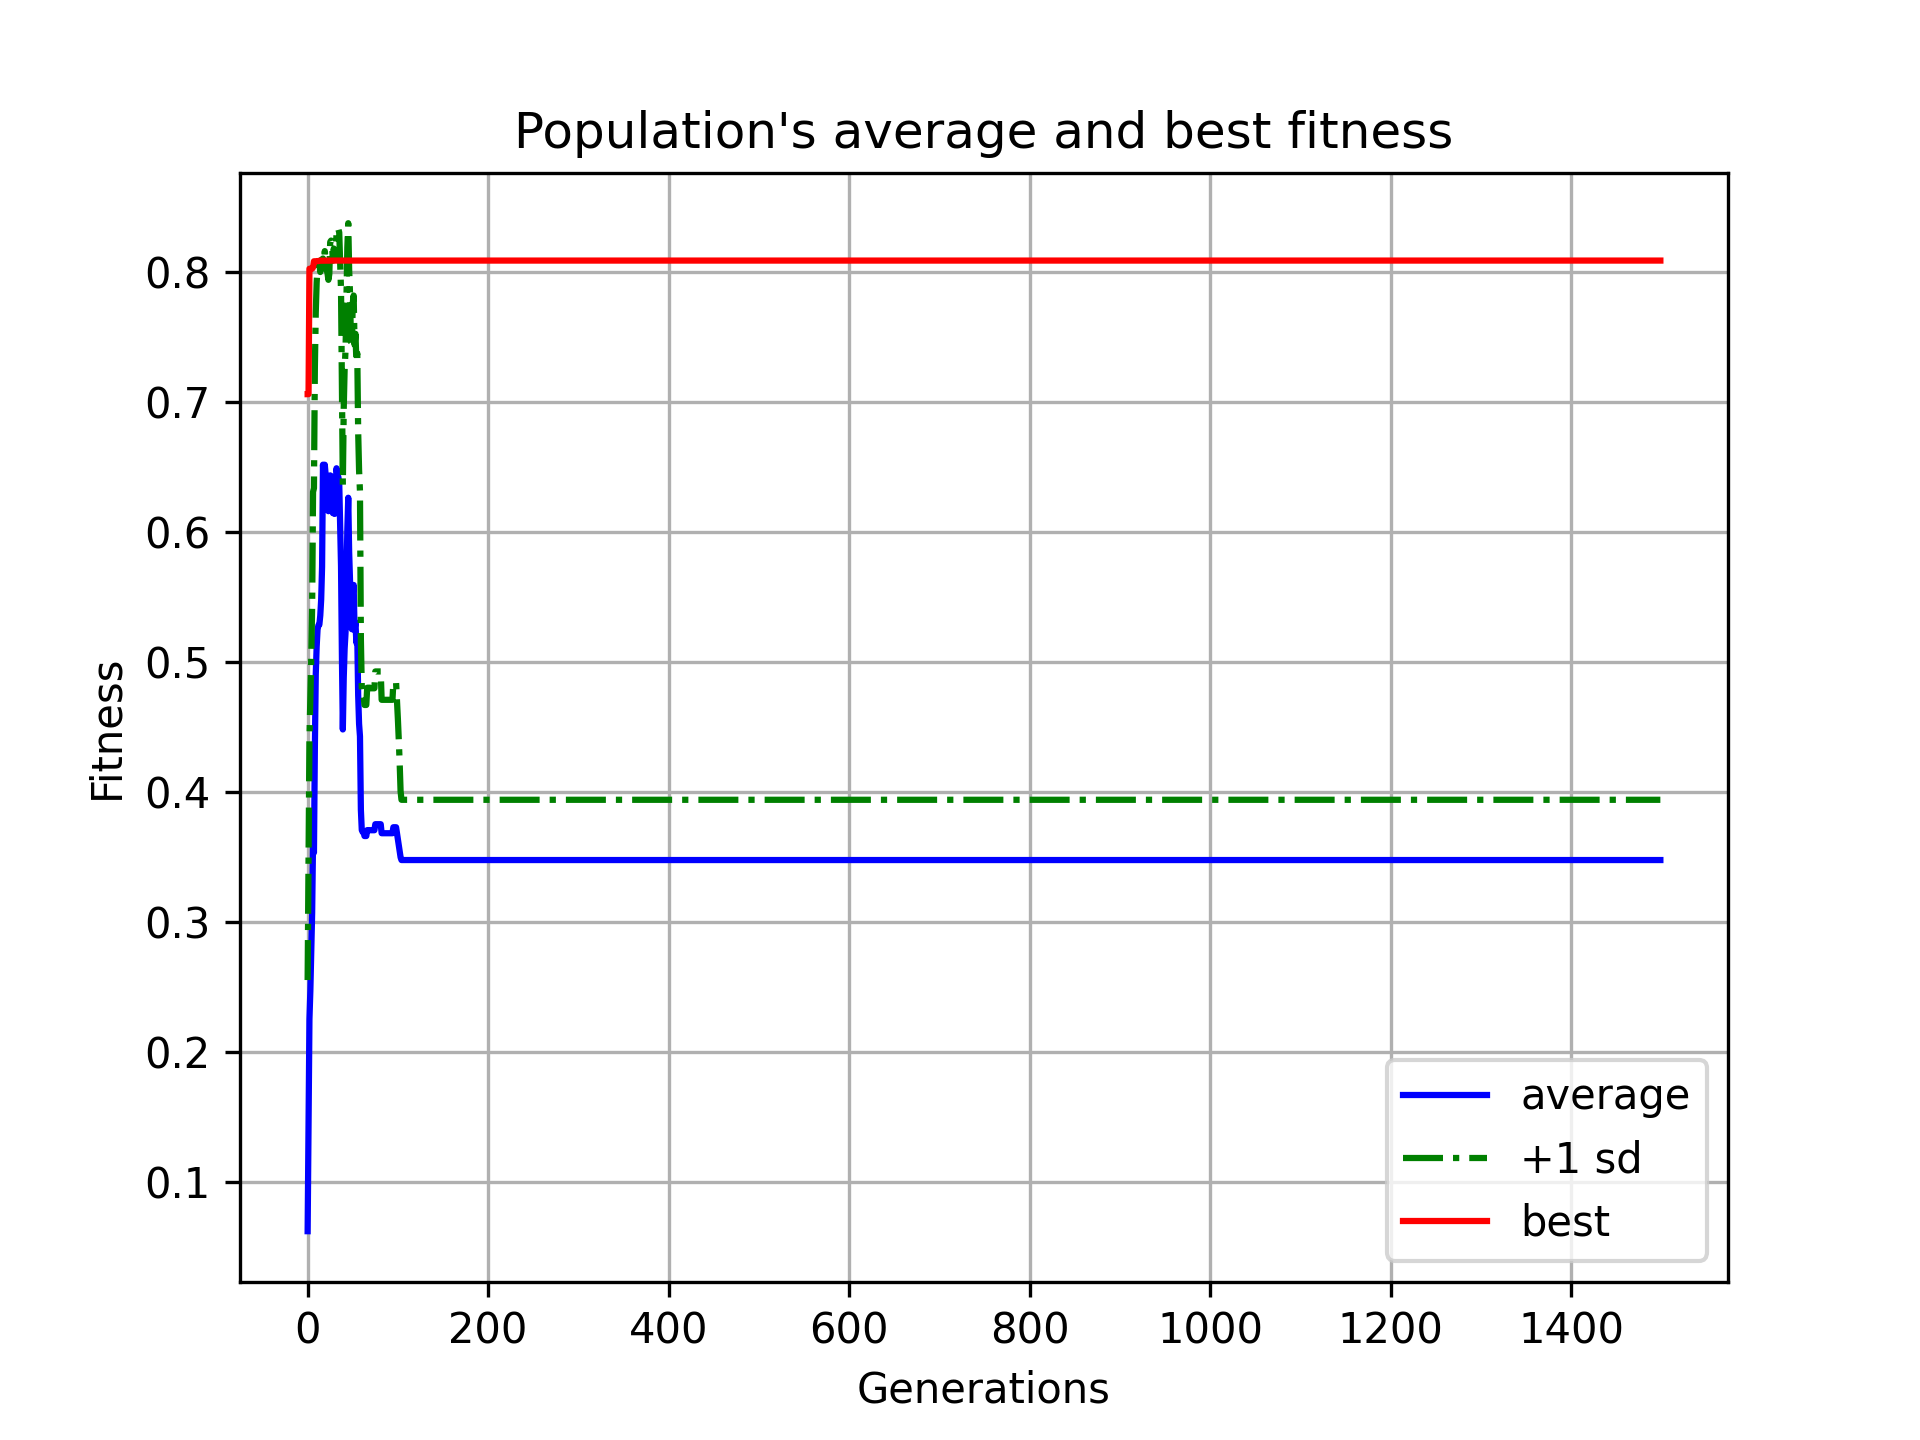 Population's average and best fitness
Fitness
0.8
0.7
0.6
0.5
0.4
0.3
0.2
0.1
0 200 400 600 800 1000 1200 1400
Generations
average
+1 sd
best